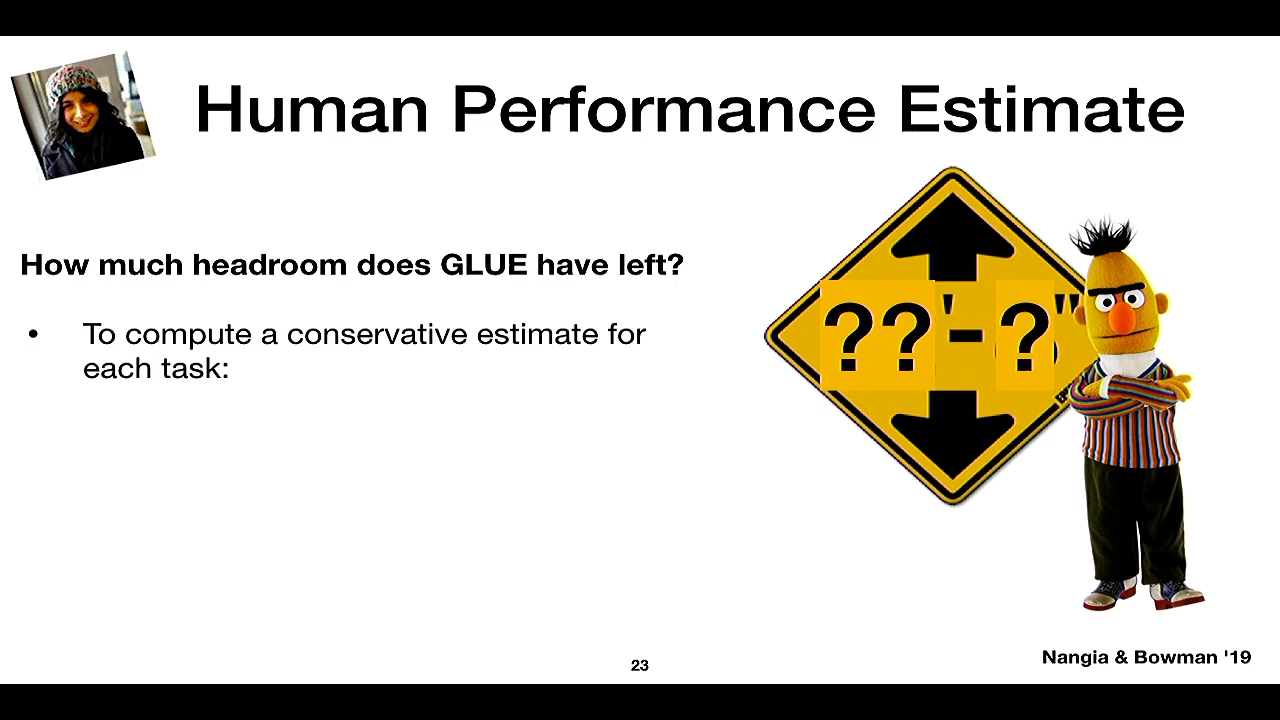 Human Performance Estimate
How much headroom does GLUE have left?
• To compute a conservative estimate for
each task:
??'-?"
23
Nangia & Bowman '19